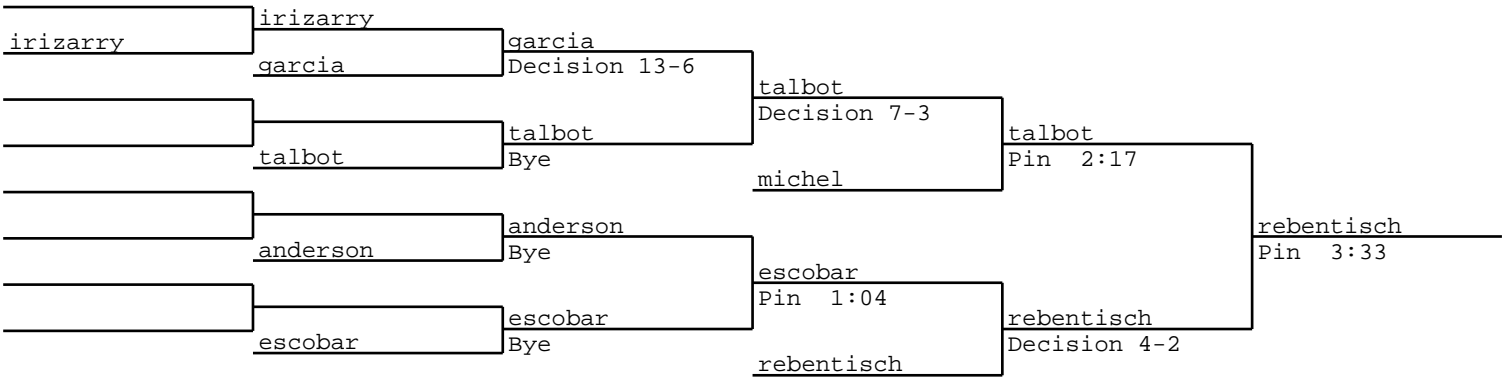 irizarry
irizarry
garcia
garcia
Decision 13-6
talbot
Decision 7-3
talbot
talbot
Bye
michel
talbot
Pin 2:17
anderson
anderson
Bye
escobar
Pin 1:04
escobar
escobar
Bye
rebentisch
rebentisch
Decision 4-2
rebentisch
Pin 3:33